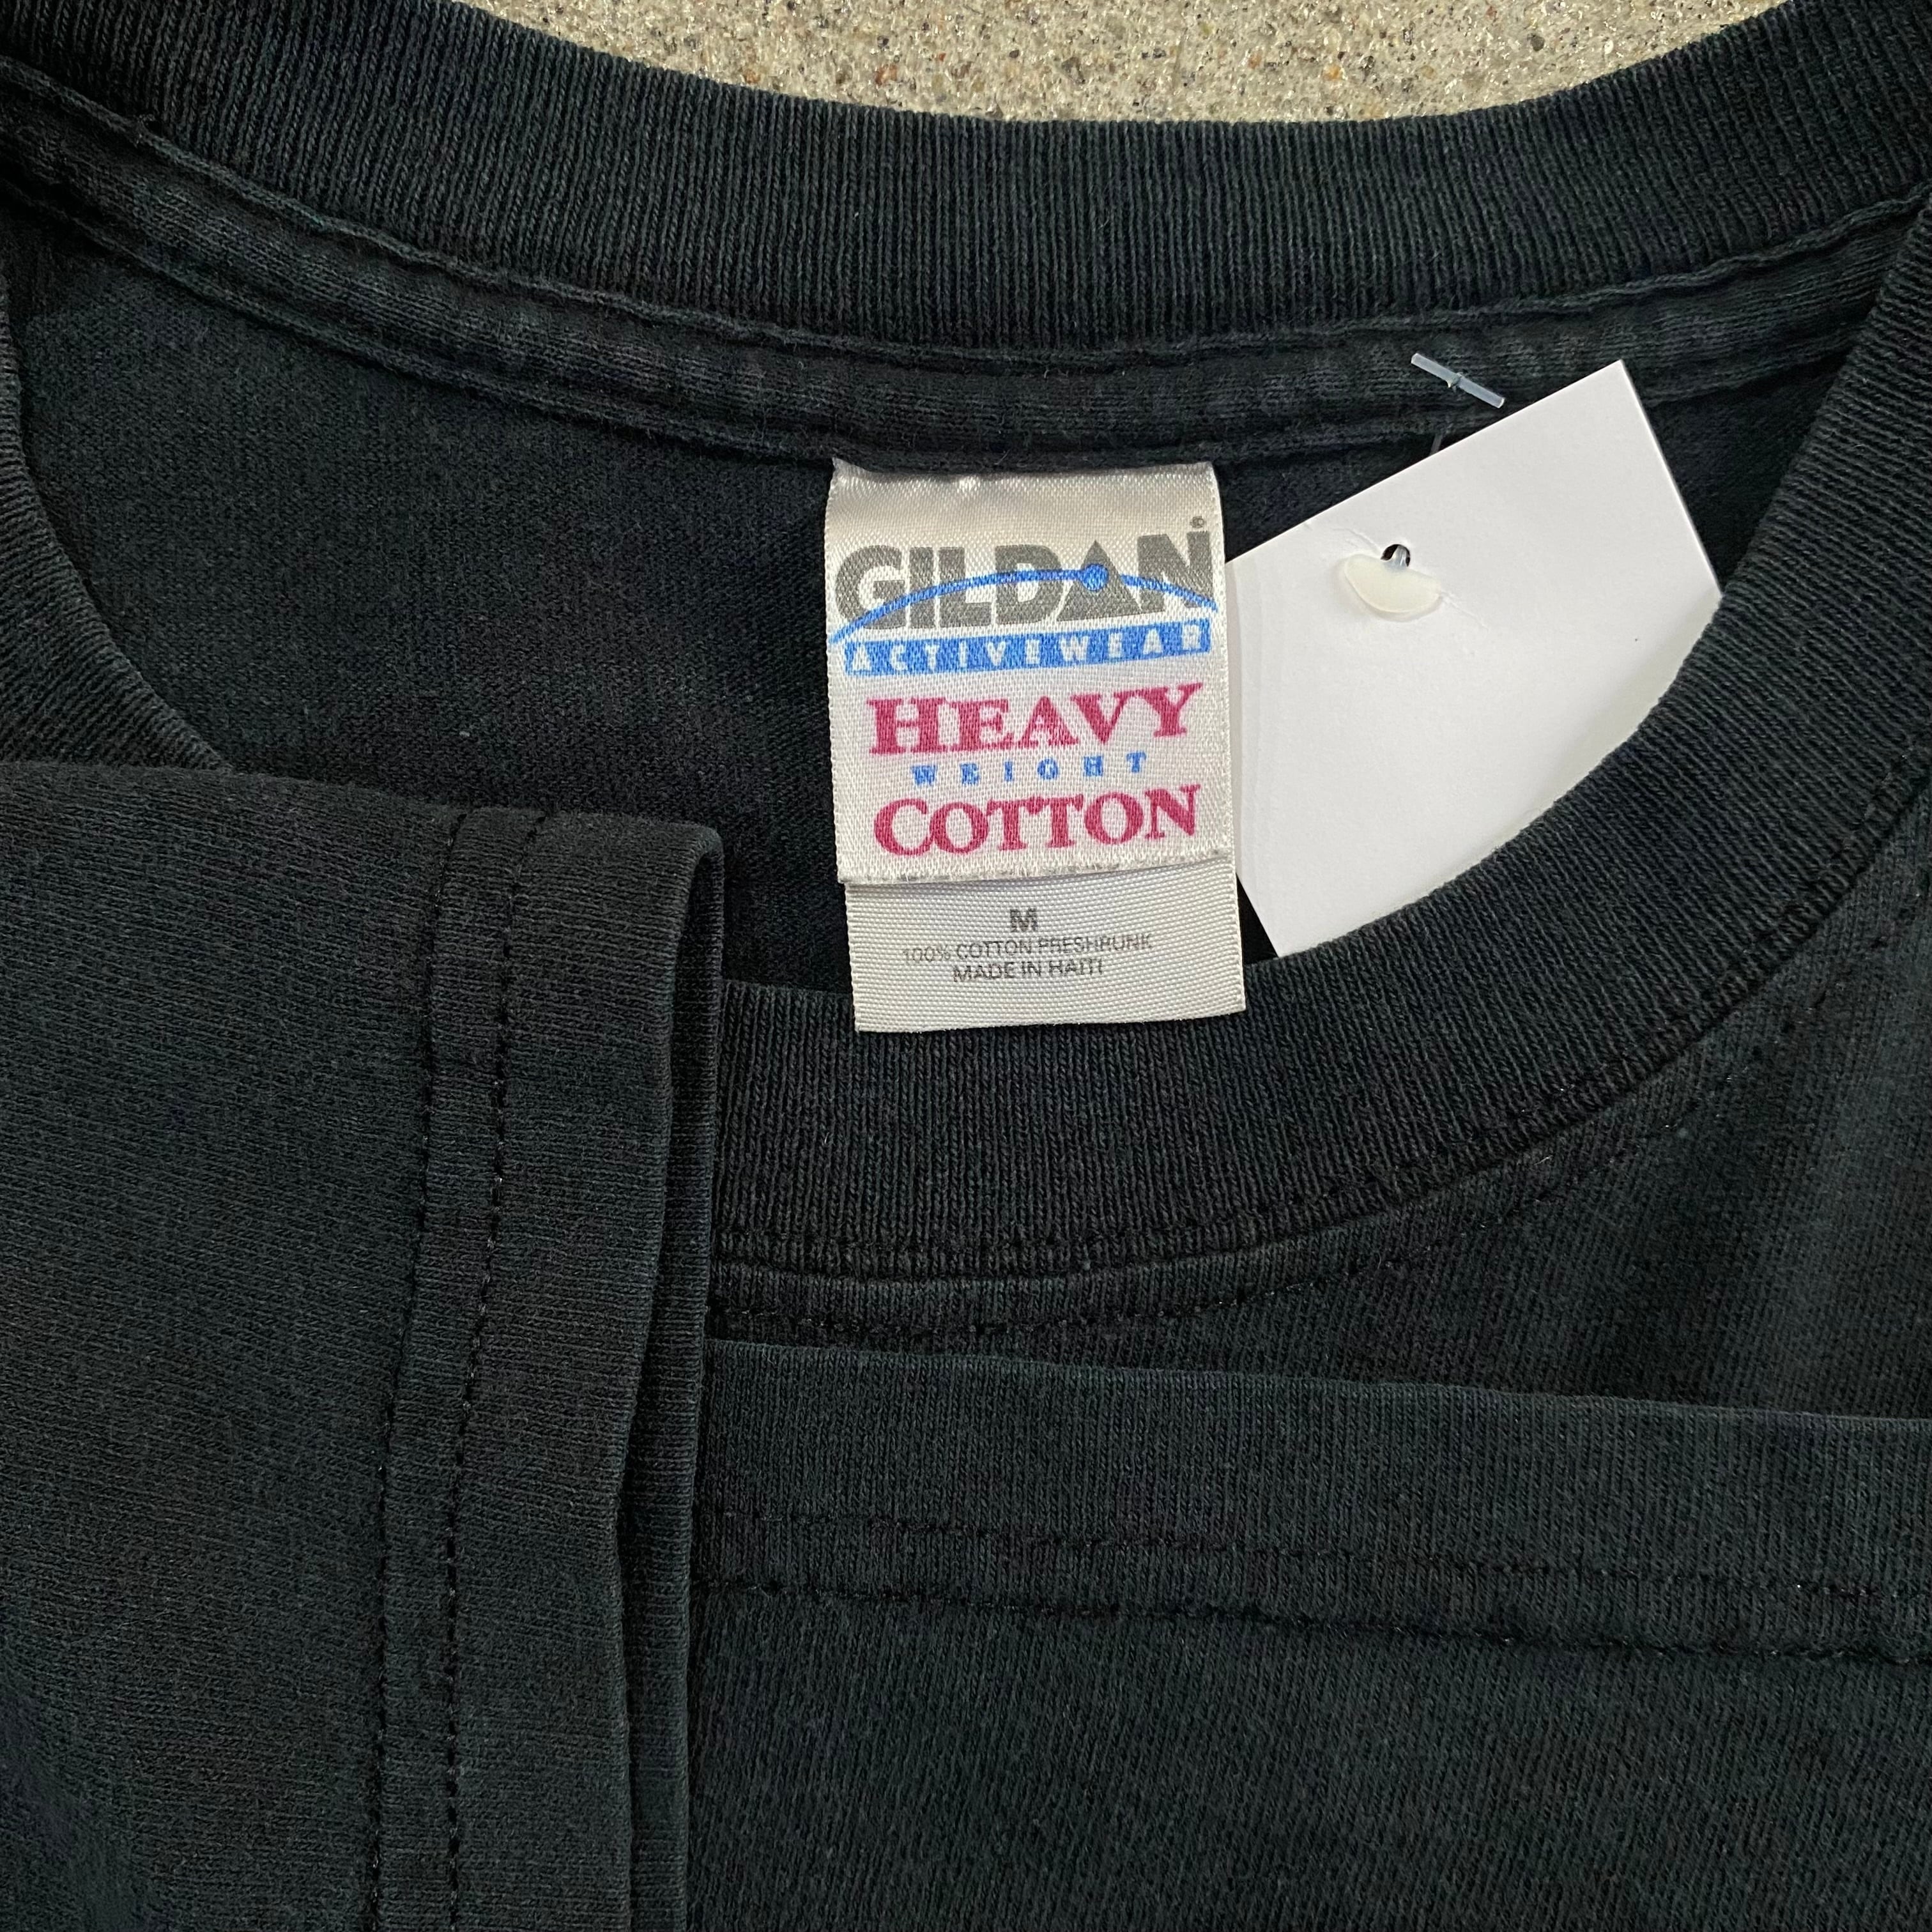 GILDAN©
ACTIVEWEAR
HEAVY
WEIGHT
COTTON
M
100% COTTON PRESHRUNK
MADE IN HAITI